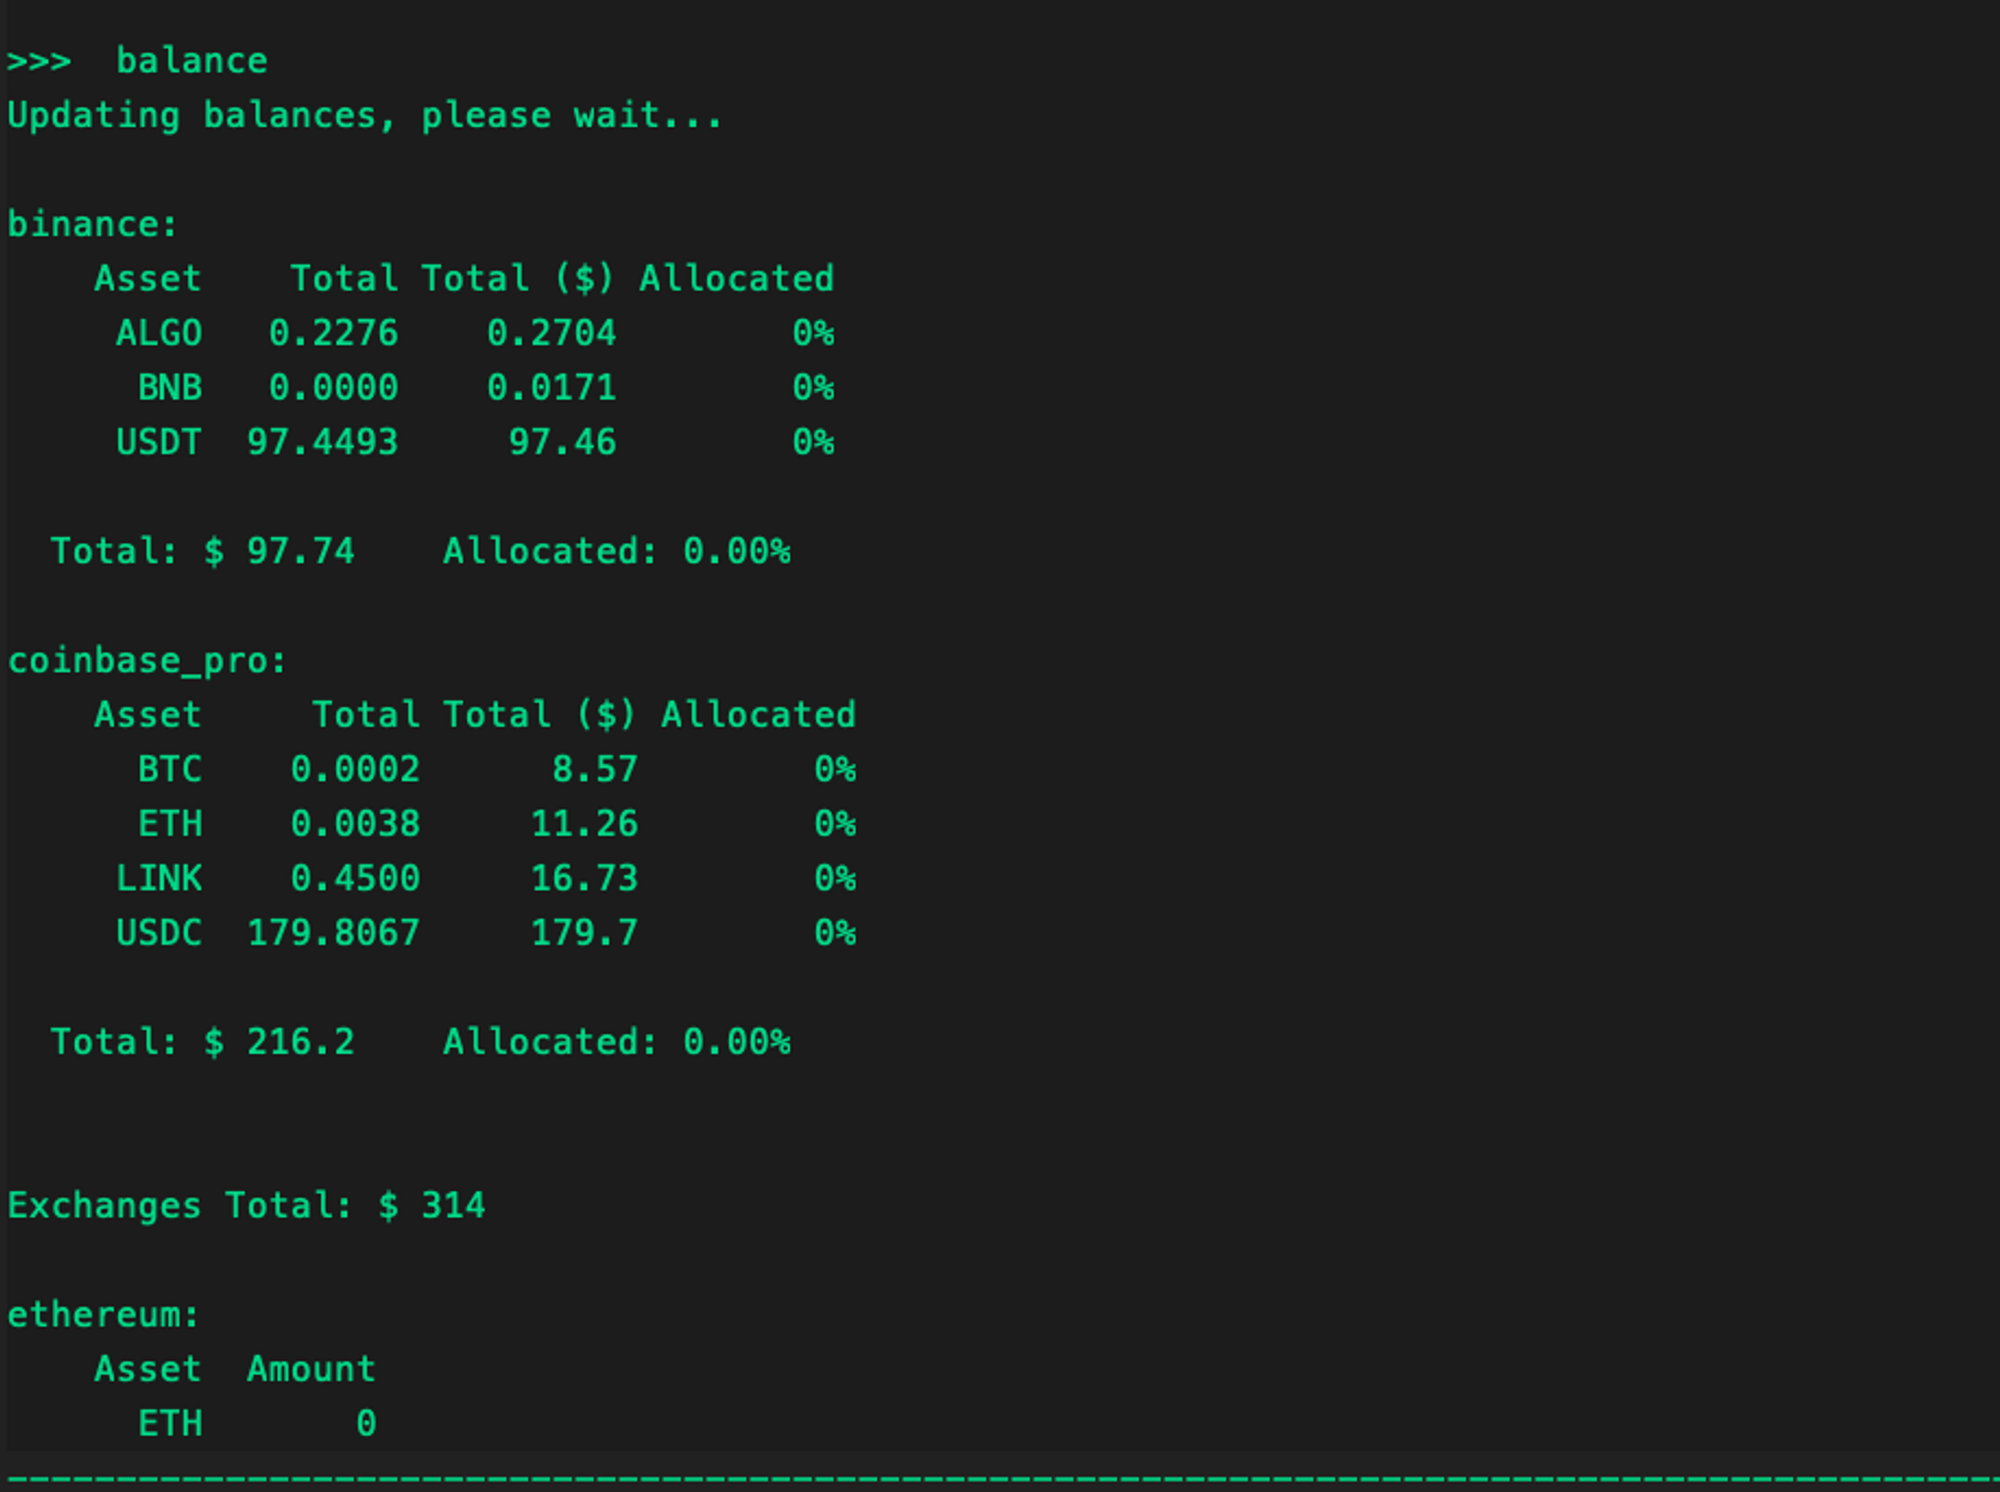 >>>  balance
Updating balances, please wait...

binance:
    Asset    Total Total ($) Allocated
     ALGO   0.2276    0.2704        0%
      BNB   0.0000    0.0171        0%
     USDT  97.4493     97.46        0%

  Total: $ 97.74    Allocated: 0.00%

coinbase_pro:
    Asset     Total Total ($) Allocated
      BTC    0.0002      8.57        0%
      ETH    0.0038     11.26        0%
     LINK    0.4500     16.73        0%
     USDC  179.8067     179.7        0%

  Total: $ 216.2    Allocated: 0.00%


Exchanges Total: $ 314

ethereum:
    Asset  Amount
      ETH       0